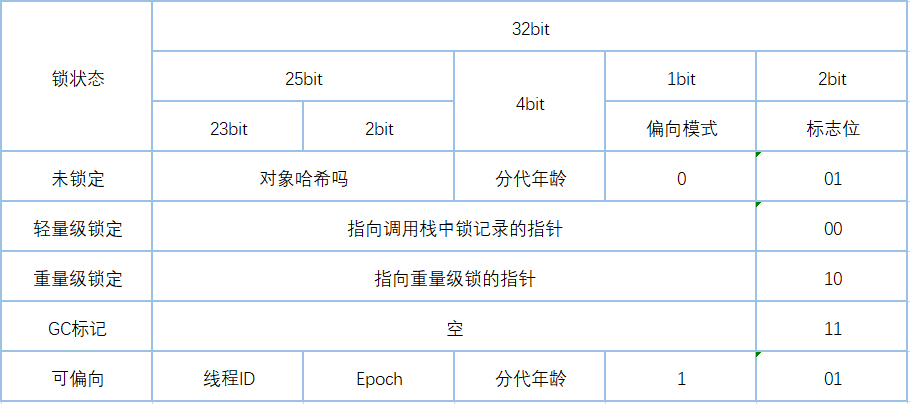 锁状态
32bit
25bit
4bit
1bit
2bit
23bit
2bit
偏向模式
标志位
未锁定
对象哈希吗
分代年龄
0
01
轻量级锁定
指向调用栈中锁记录的指针
00
重量级锁定
指向重量级锁的指针
10
GC标记
空
11
可偏向
线程ID
Epoch
分代年龄
1
01